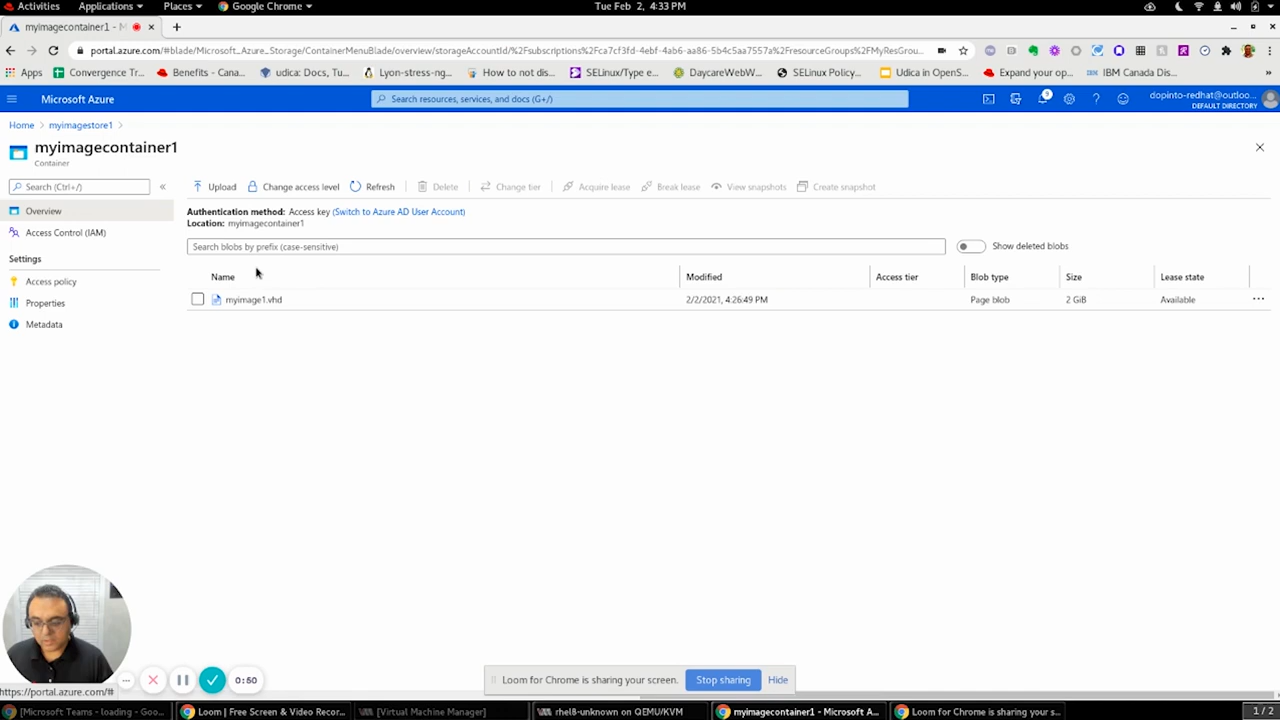 Activities Applications Places Google Chrome Tue Feb 2, 4:33 PM
myimagecontainer1 - M
portal.azure.com/#blade/Microsoft_Azure_Storage/ContainerMenuBlade/overview/storageAccountId/%2Fsubscriptions%2Fca7cf3fd-4ebf-4ab6-aa86-5b4c5aa7557a%2FresourceGroups%2FMyResGrou...
Apps Convergence Tr... Benefits - Cana... udica: Docs, Tu... Lyon-stress-ng... How to not dis... SELinux/Type e... DaycareWebW... SELinux Policy... Udica in OpenS... Expand your op... IBM Canada Dis... »
Microsoft Azure Search resources, services, and docs (G+/) 9 dopinto-redhat@outloo...
DEFAULT DIRECTORY
Home > myimagestore1 >
myimagecontainer1
Container
Search (Ctrl+/) « Upload Change access level Refresh Delete Change tier Acquire lease Break lease View snapshots Create snapshot
Overview
Access Control (IAM)
Settings
Access policy
Properties
Metadata
Authentication method: Access key (Switch to Azure AD User Account)
Location: myimagecontainer1
Search blobs by prefix (case-sensitive) Show deleted blobs
Name Modified Access tier Blob type Size Lease state
myimage1.vhd 2/2/2021, 4:26:49 PM Page blob 2 GiB Available ...
0:50
Loom for Chrome is sharing your screen. Stop sharing Hide
https://portal.azure.com/#
[Microsoft Teams - loading - Goo... Loom | Free Screen & Video Recor... [Virtual Machine Manager] rhel8-unknown on QEMU/KVM myimagecontainer1 - Microsoft A... Loom for Chrome is sharing your s... 1 / 2